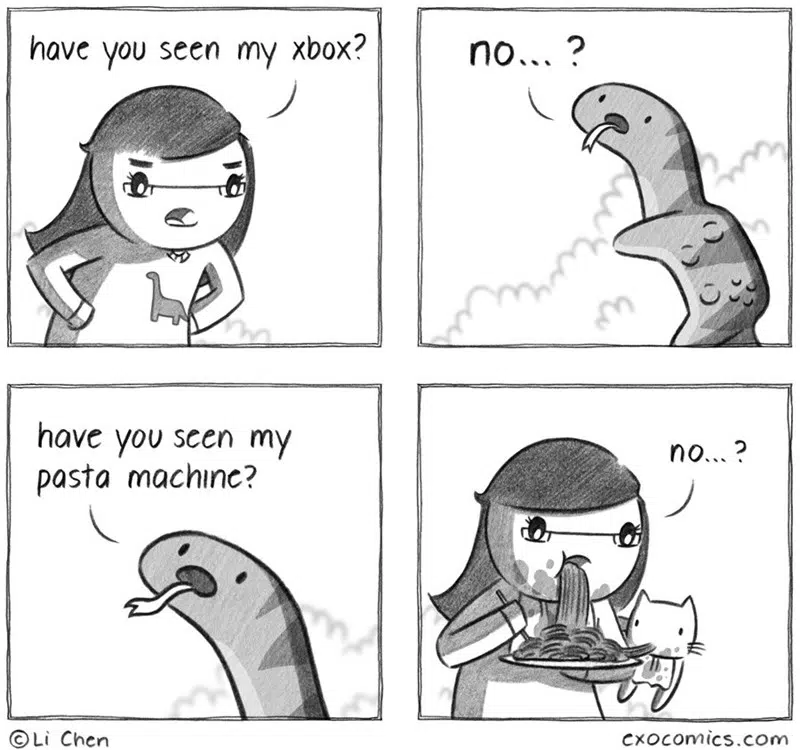 have you seen my xbox?
no... ?
have you seen my
pasta machine?
no... ?
©Li Chen
exocomics.com